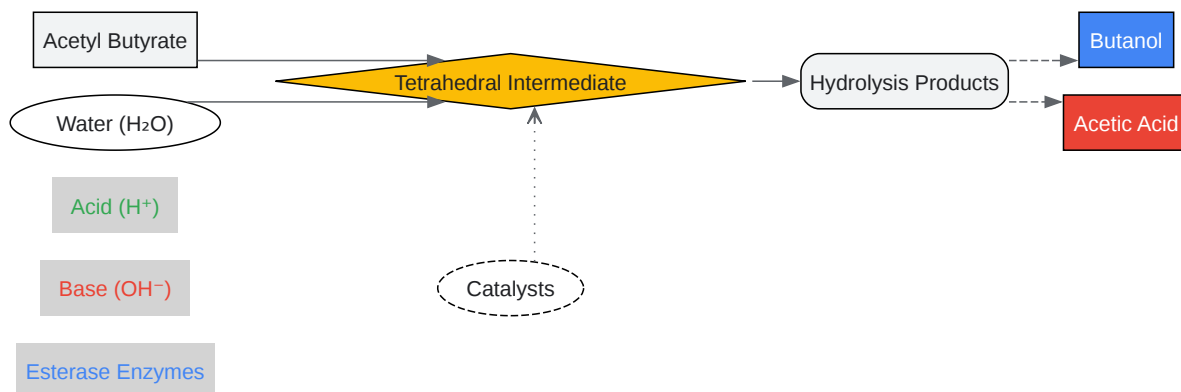 Acetyl Butyrate
Water (H₂O)
Acid (H⁺)
Base (OH⁻)
Esterase Enzymes
Tetrahedral Intermediate
Catalysts
Hydrolysis Products
Butanol
Acetic Acid